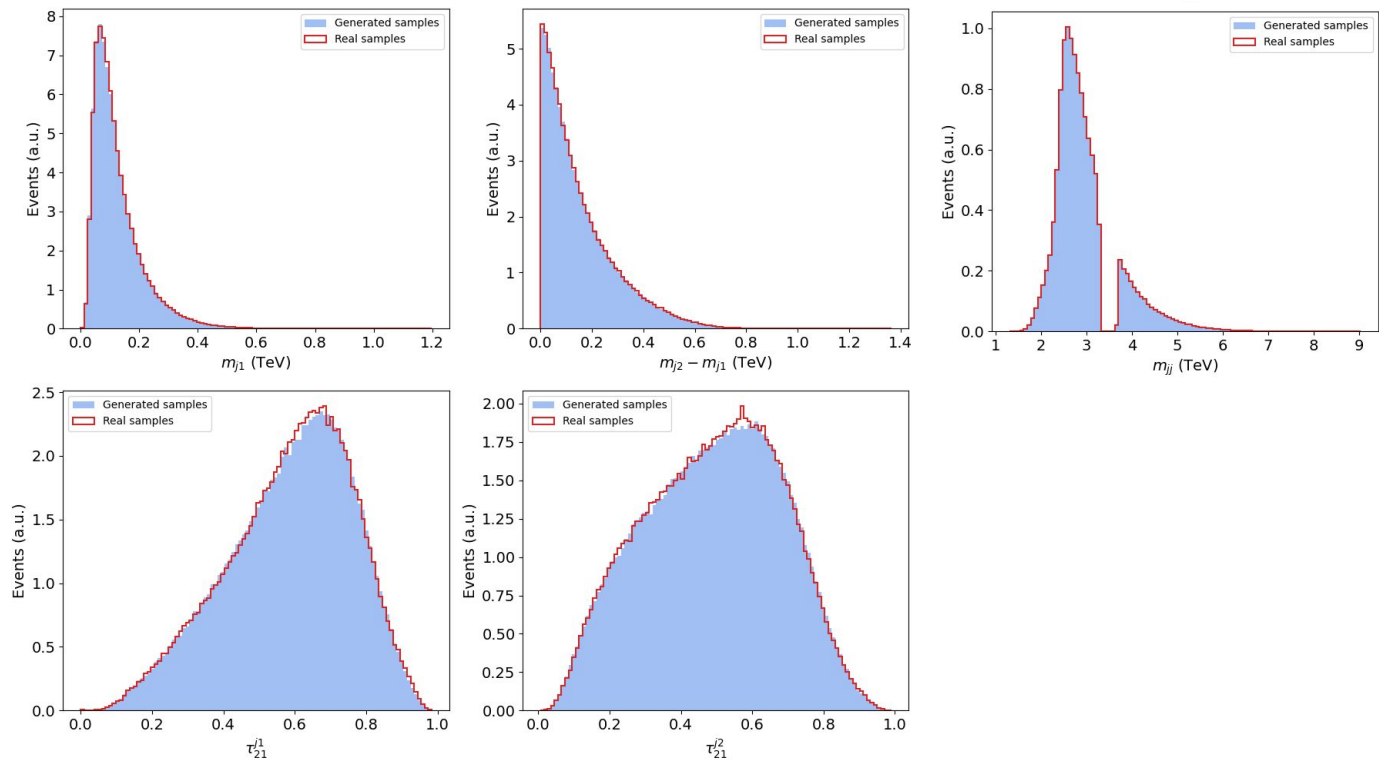 8
7
6
5
4
3
2
1
0
Events (a.u.)
Generated samples
Real samples
0.0 0.2 0.4 0.6 0.8 1.0 1.2
m_{j1} (TeV)
5
4
3
2
1
0
Events (a.u.)
Generated samples
Real samples
0.0 0.2 0.4 0.6 0.8 1.0 1.2 1.4
m_{j2} − m_{j1} (TeV)
1.0
0.8
0.6
0.4
0.2
0.0
Events (a.u.)
Generated samples
Real samples
1 2 3 4 5 6 7 8 9
m_{jj} (TeV)
2.5
2.0
1.5
1.0
0.5
0.0
Events (a.u.)
Generated samples
Real samples
0.0 0.2 0.4 0.6 0.8 1.0
τ_{21}^{j1}
2.00
1.75
1.50
1.25
1.00
0.75
0.50
0.25
0.00
Events (a.u.)
Generated samples
Real samples
0.0 0.2 0.4 0.6 0.8 1.0
τ_{21}^{j2}